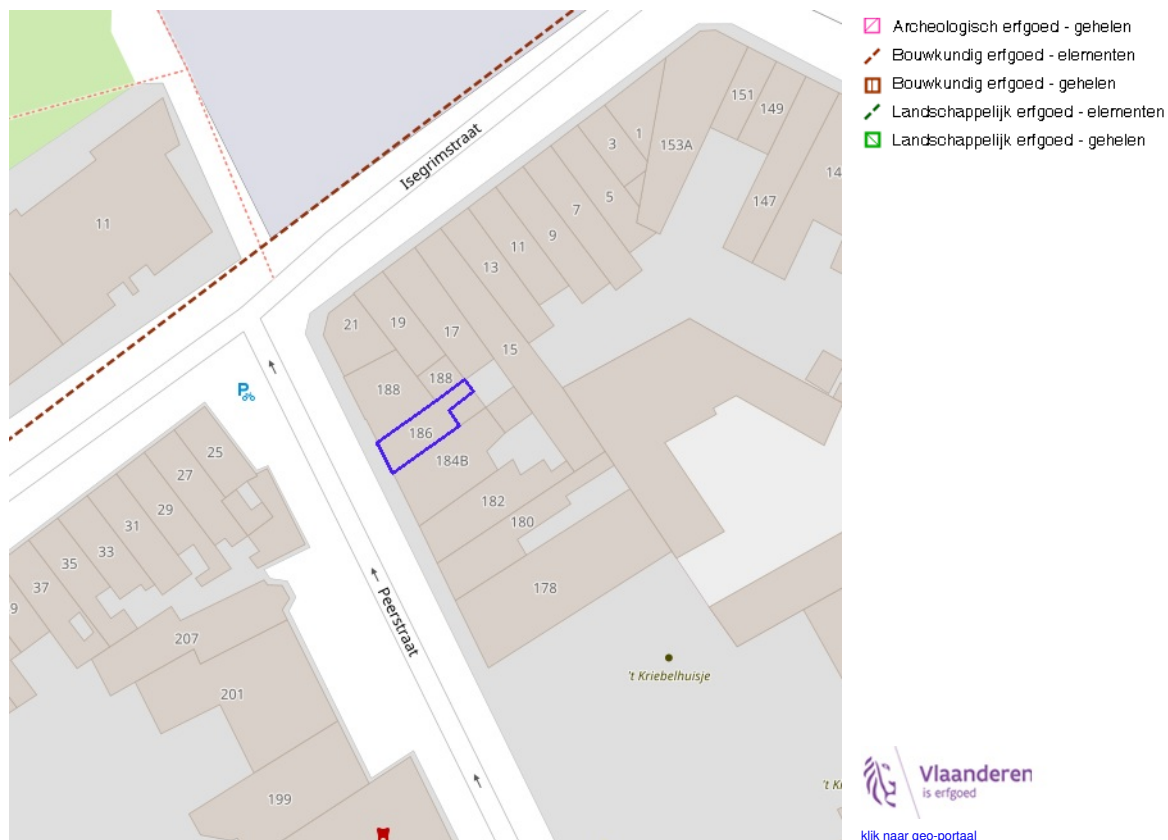 Archeologisch erfgoed - gehelen
Bouwkundig erfgoed - elementen
Bouwkundig erfgoed - gehelen
Landschappelijk erfgoed - elementen
Landschappelijk erfgoed - gehelen
Isegrimstraat
151
149
153A
1
3
5
7
9
11
13
15
17
19
21
147
14
11
188
188
186
184B
182
180
178
P
25
27
29
31
33
35
37
9
207
201
199
Peerstraat
't Kriebelhuisje
't Kr
Vlaanderen
is erfgoed
klik naar geo-portaal